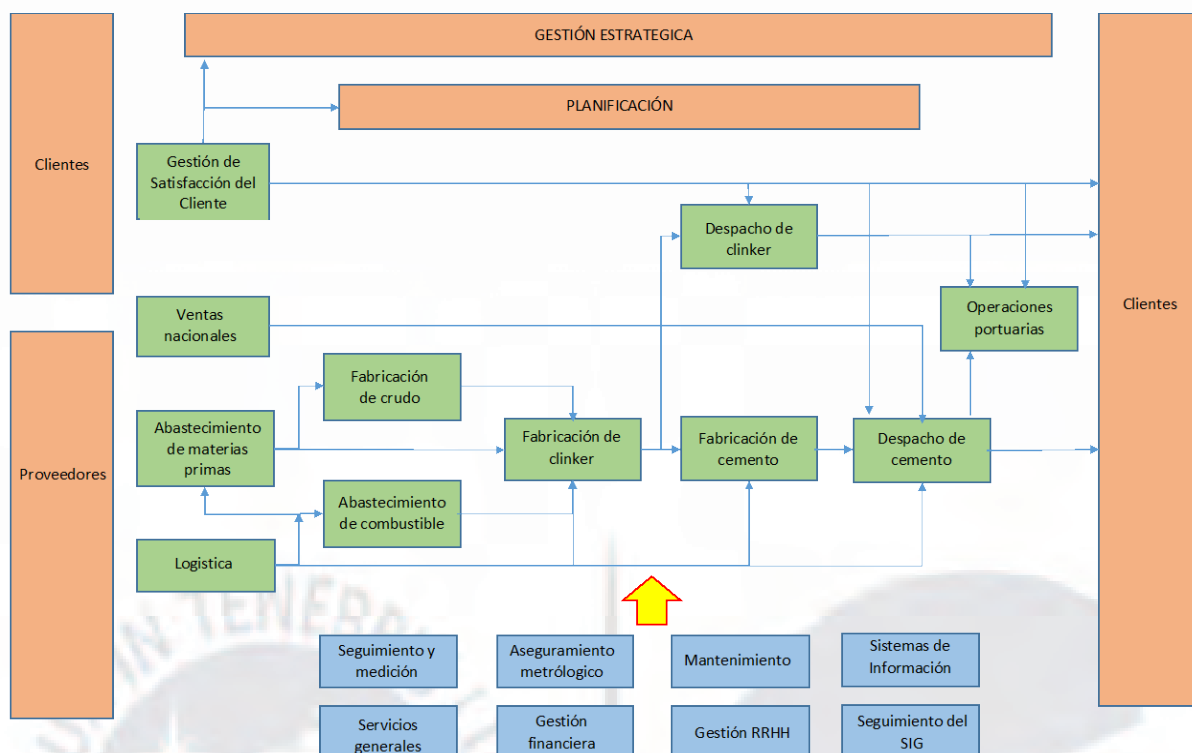 GESTIÓN ESTRATEGICA
PLANIFICACIÓN
Clientes
Gestión de
Satisfacción del
Cliente
Despacho de
clinker
Ventas
nacionales
Operaciones
portuarias
Clientes
Fabricación
de crudo
Abastecimiento
de materias
primas
Fabricación de
clinker
Fabricación de
cemento
Despacho de
cemento
Proveedores
Abastecimiento
de combustible
Logistica
IN TENEBR
Seguimiento y
medición
Aseguramiento
metrólogico
Mantenimiento
Sistemas de
Información
Servicios
generales
Gestión
financiera
Gestión RRHH
Seguimiento del
SIG